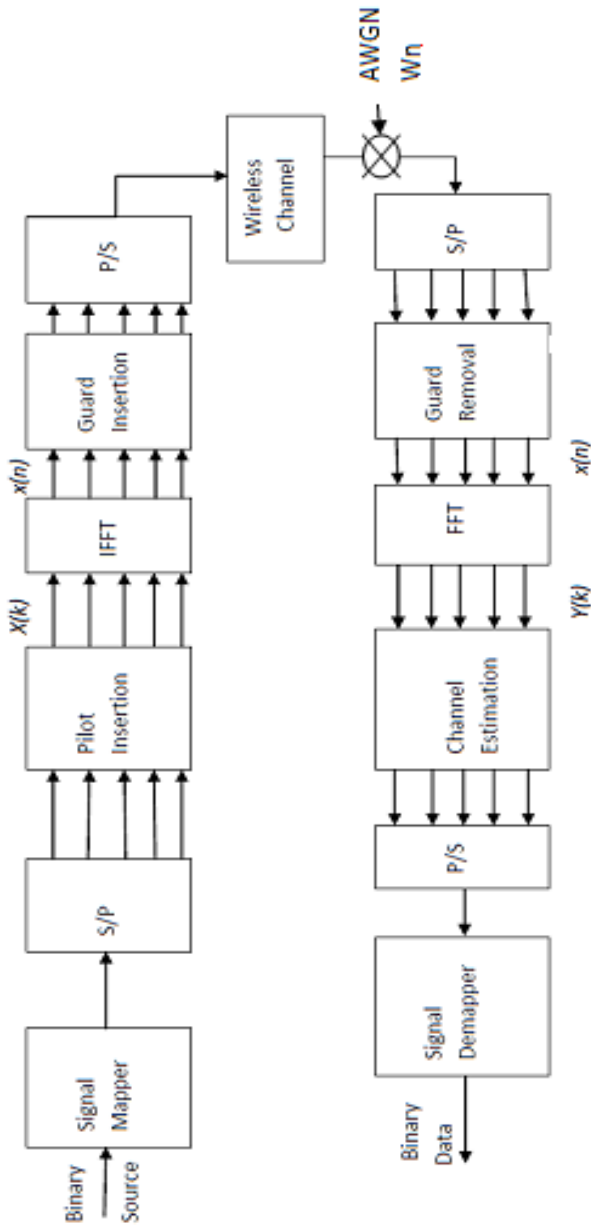 Binary
Source
Signal
Mapper
S/P
Pilot
Insertion
X(k)
IFFT
x(n)
Guard
Insertion
P/S
Wireless
Channel
AWGN
Wn
S/P
Guard
Removal
x(n)
FFT
Y(k)
Channel
Estimation
P/S
Signal
Demapper
Binary
Data